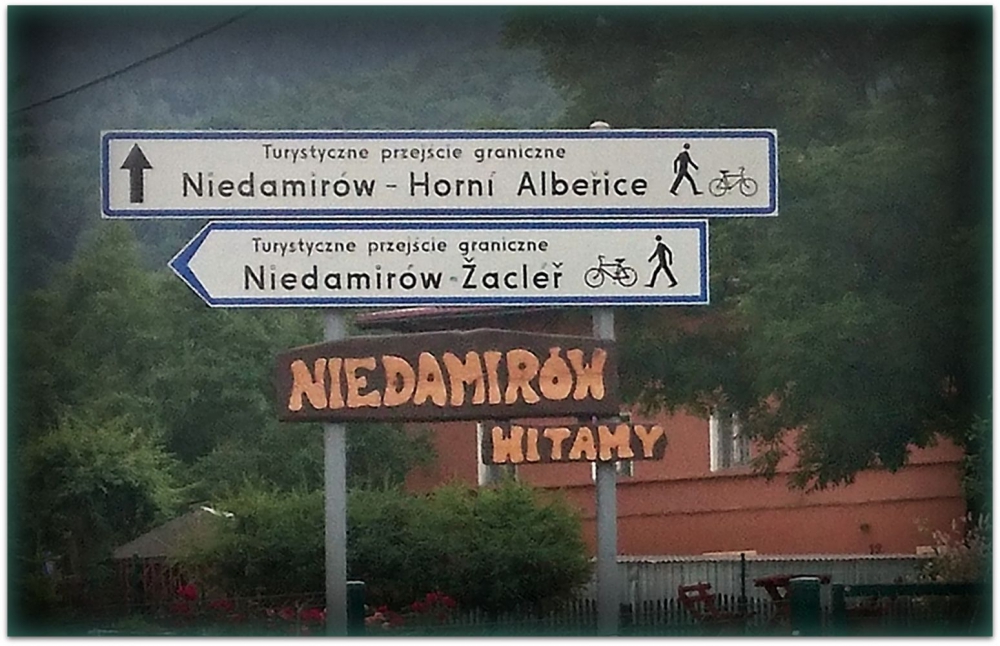 Turystyczne przejście graniczne
Niedamirów - Horní Albeřice
Turystyczne przejście graniczne
Niedamirów - Žacleř
NIEDAMIRÓW
WITAMY